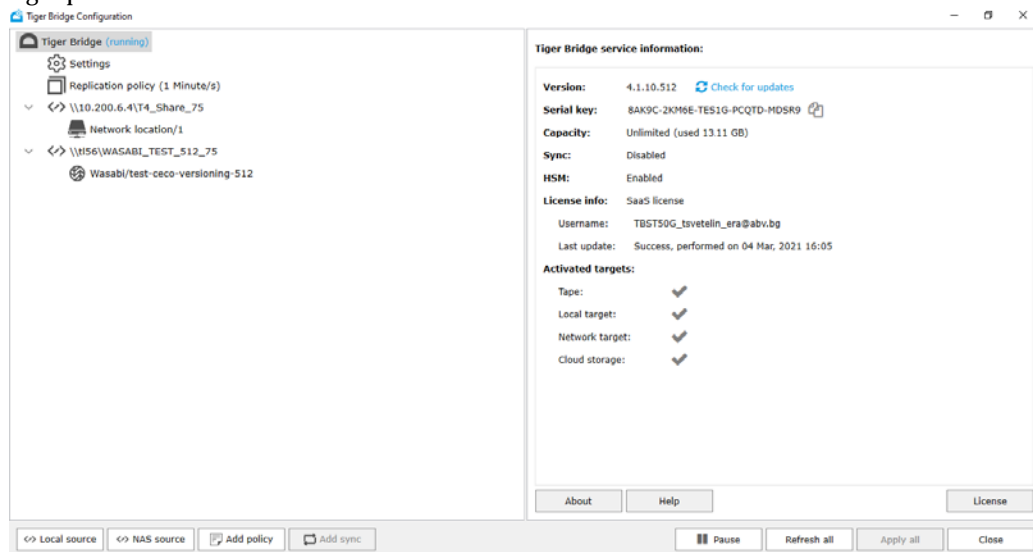 Tiger Bridge Configuration
Tiger Bridge (running)
Settings
Replication policy (1 Minute/s)
\\10.200.6.4\T4_Share_75
Network location/1
\\tl56\WASABI_TEST_512_75
Wasabi/test-ceco-versioning-512
Tiger Bridge service information:
Version: 4.1.10.512 Check for updates
Serial key: 8AK9C-2KM6E-TES1G-PCQTD-MDSR9
Capacity: Unlimited (used 13.11 GB)
Sync: Disabled
HSM: Enabled
License info: SaaS license
Username: TBST50G_tsvetelin_era@abv.bg
Last update: Success, performed on 04 Mar, 2021 16:05
Activated targets:
Tape:
Local target:
Network target:
Cloud storage:
About Help License
Local source NAS source Add policy Add sync Pause Refresh all Apply all Close